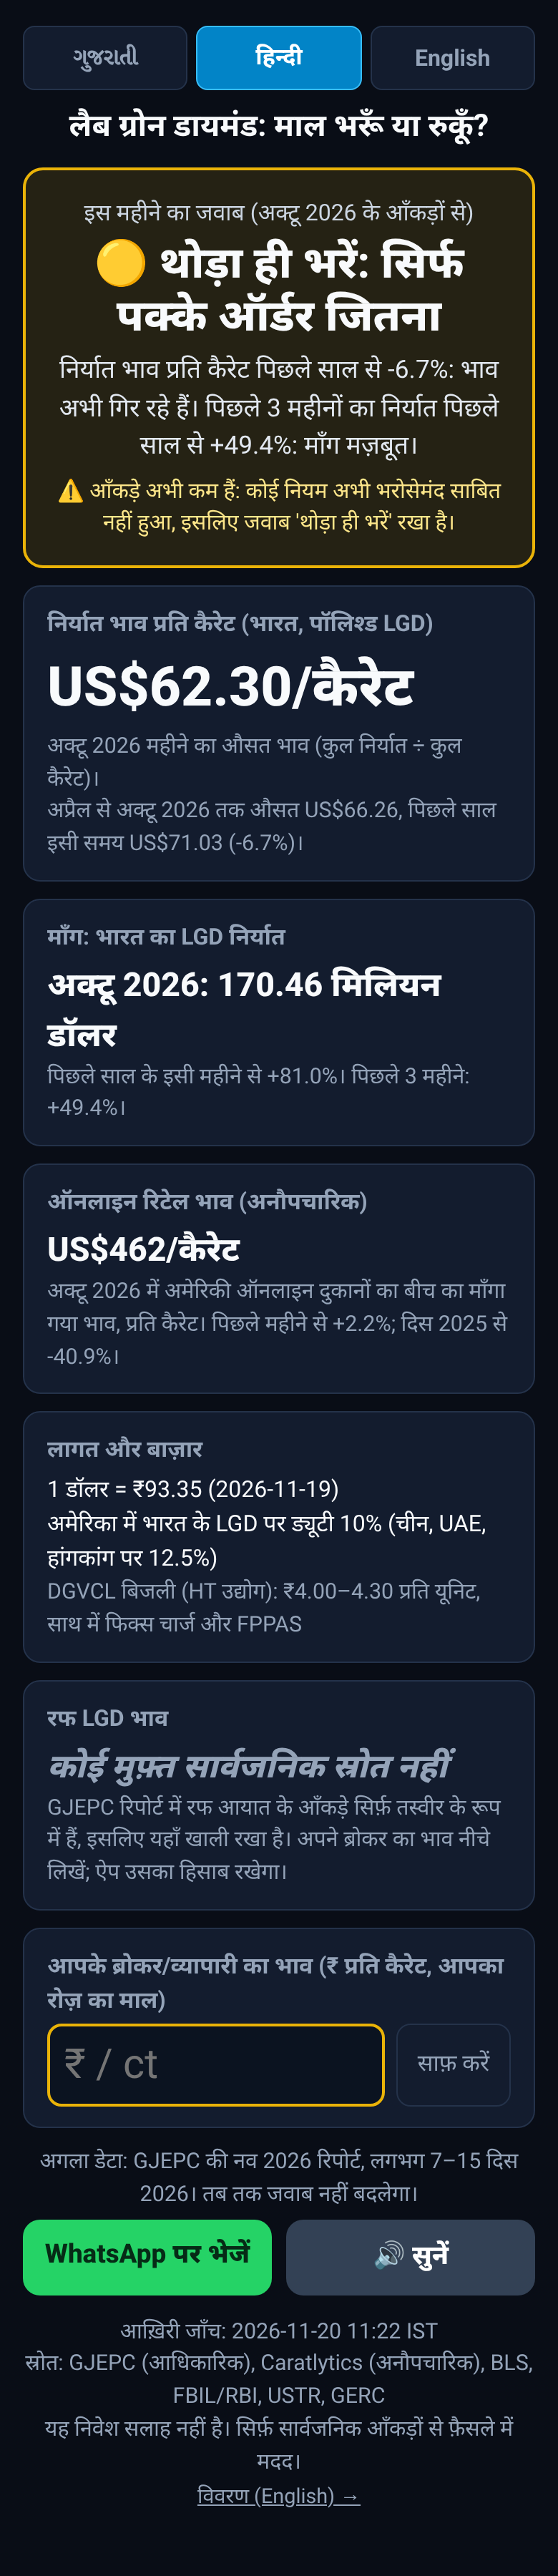 ગુજરાતી
हिन्दी
English
लैब ग्रोन डायमंड: माल भरूँ या रुकूँ?
इस महीने का जवाब (अक्टू 2026 के आँकड़ों से)
🟡 थोड़ा ही भरें: सिर्फ
पक्के ऑर्डर जितना
निर्यात भाव प्रति कैरेट पिछले साल से -6.7%: भाव
अभी गिर रहे हैं। पिछले 3 महीनों का निर्यात पिछले
साल से +49.4%: माँग मज़बूत।
⚠️ आँकड़े अभी कम हैं: कोई नियम अभी भरोसेमंद साबित
नहीं हुआ, इसलिए जवाब 'थोड़ा ही भरें' रखा है।
निर्यात भाव प्रति कैरेट (भारत, पॉलिश्ड LGD)
US$62.30/कैरेट
अक्टू 2026 महीने का औसत भाव (कुल निर्यात ÷ कुल
कैरेट)।
अप्रैल से अक्टू 2026 तक औसत US$66.26, पिछले साल
इसी समय US$71.03 (-6.7%)।
माँग: भारत का LGD निर्यात
अक्टू 2026: 170.46 मिलियन
डॉलर
पिछले साल के इसी महीने से +81.0%। पिछले 3 महीने:
+49.4%।
ऑनलाइन रिटेल भाव (अनौपचारिक)
US$462/कैरेट
अक्टू 2026 में अमेरिकी ऑनलाइन दुकानों का बीच का माँगा
गया भाव, प्रति कैरेट। पिछले महीने से +2.2%; दिस 2025 से
-40.9%।
लागत और बाज़ार
1 डॉलर = ₹93.35 (2026-11-19)
अमेरिका में भारत के LGD पर ड्यूटी 10% (चीन, UAE,
हांगकांग पर 12.5%)
DGVCL बिजली (HT उद्योग): ₹4.00–4.30 प्रति यूनिट,
साथ में फिक्स चार्ज और FPPAS
रफ LGD भाव
कोई मुफ़्त सार्वजनिक स्रोत नहीं
GJEPC रिपोर्ट में रफ आयात के आँकड़े सिर्फ़ तस्वीर के रूप
में हैं, इसलिए यहाँ खाली रखा है। अपने ब्रोकर का भाव नीचे
लिखें; ऐप उसका हिसाब रखेगा।
आपके ब्रोकर/व्यापारी का भाव (₹ प्रति कैरेट, आपका
रोज़ का माल)
₹ / ct
साफ़ करें
अगला डेटा: GJEPC की नव 2026 रिपोर्ट, लगभग 7–15 दिस
2026। तब तक जवाब नहीं बदलेगा।
WhatsApp पर भेजें
🔊 सुनें
आख़िरी जाँच: 2026-11-20 11:22 IST
स्रोत: GJEPC (आधिकारिक), Caratlytics (अनौपचारिक), BLS,
FBIL/RBI, USTR, GERC
यह निवेश सलाह नहीं है। सिर्फ़ सार्वजनिक आँकड़ों से फ़ैसले में
मदद।
विवरण (English) →